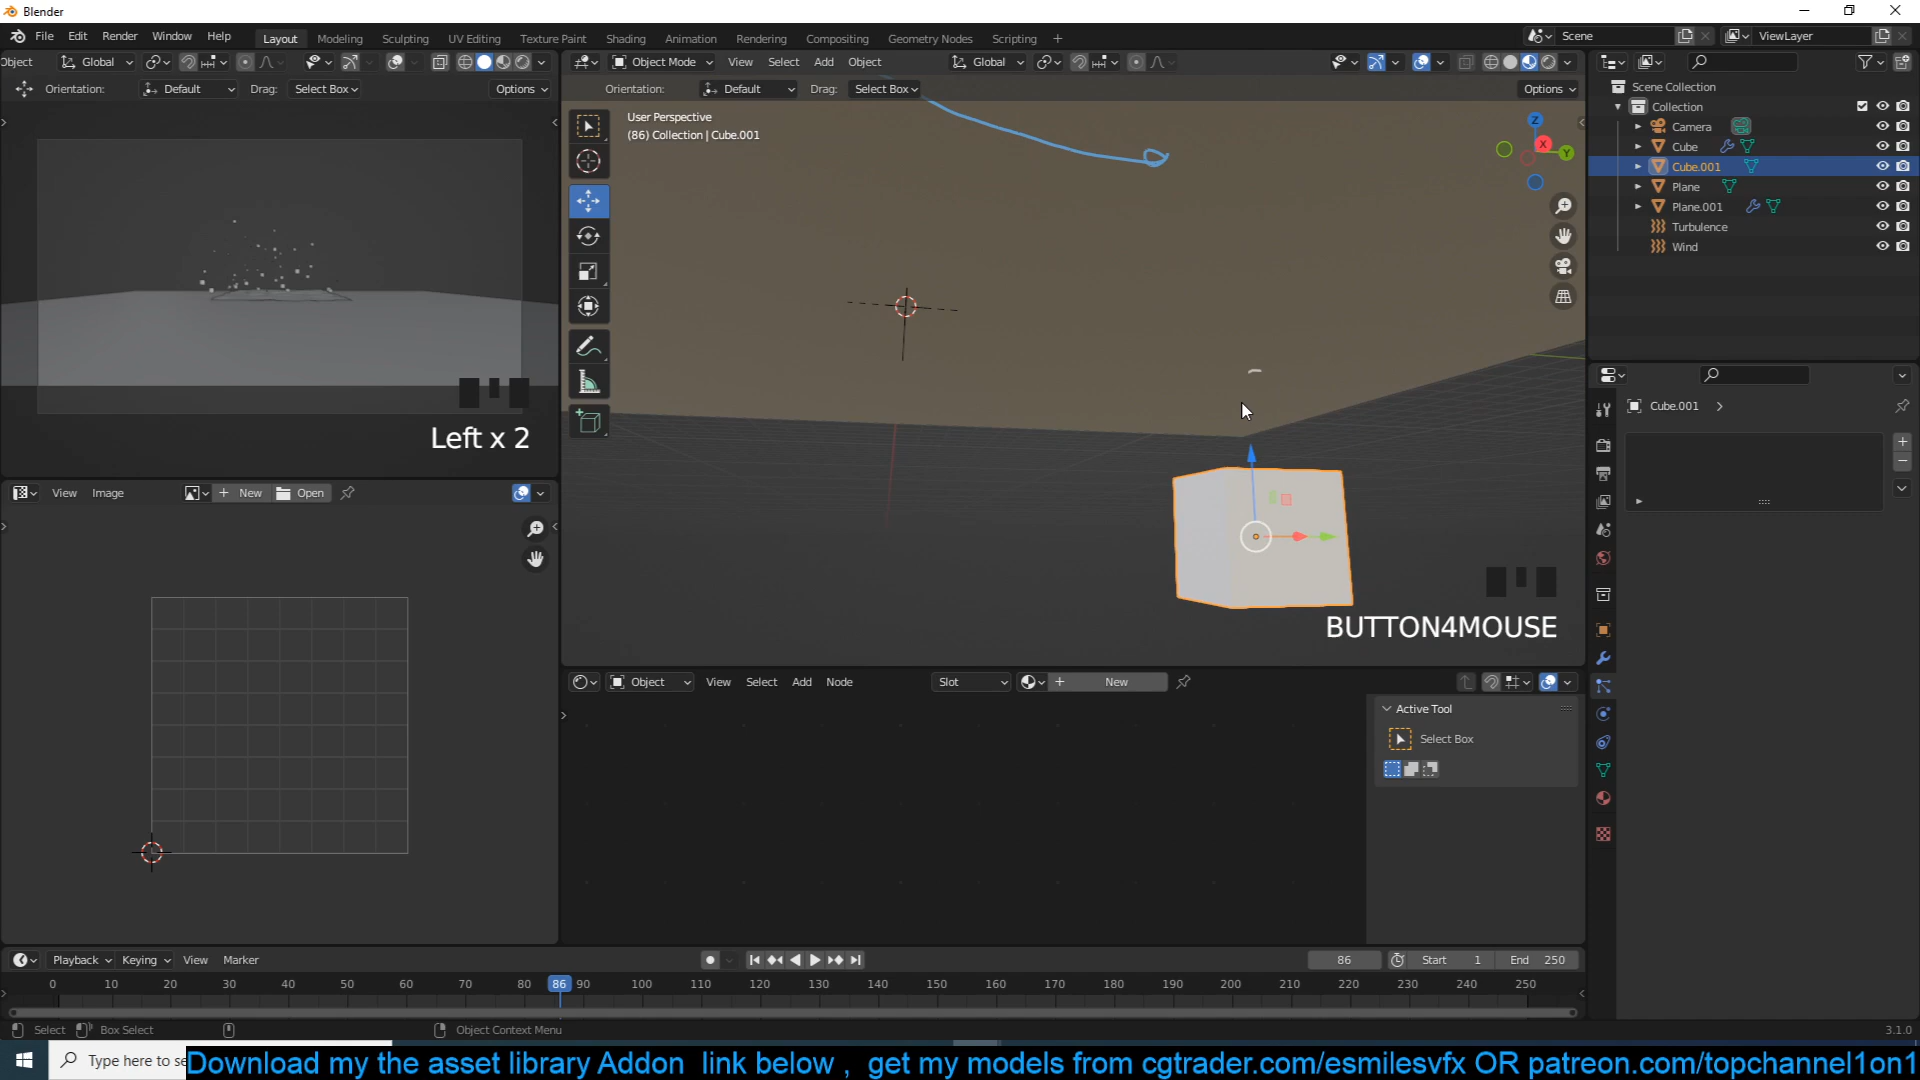 Blender
File Edit Render Window Help
Layout Modeling Sculpting UV Editing Texture Paint Shading Animation Rendering Compositing Geometry Nodes Scripting +
Scene
ViewLayer
Object Global
Object Mode View Select Add Object Global
Orientation: Default Drag: Select Box Options
Orientation: Default Drag: Select Box Options
User Perspective
(86) Collection | Cube.001
Z
X
Y
Scene Collection
Collection
Camera
Cube
Cube.001
Plane
Plane.001
Turbulence
Wind
Left x 2
Cube.001
View Image New Open
BUTTON4MOUSE
Object View Select Add Node Slot New
Active Tool
Select Box
Playback Keying View Marker
86 Start 1 End 250
0 10 20 30 40 50 60 70 80 86 90 100 110 120 130 140 150 160 170 180 190 200 210 220 230 240 250
Select Box Select Object Context Menu
3.1.0
Type here to se
Download my the asset library Addon link below , get my models from cgtrader.com/esmilesvfx OR patreon.com/topchannel1on1